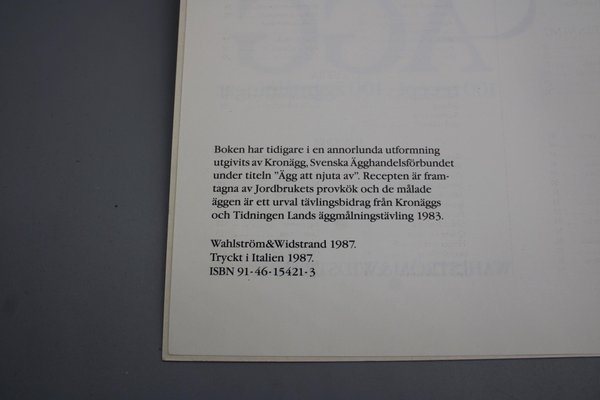 Boken har tidigare i en annorlunda utformning
utgivits av Kronägg, Svenska Ägghandelsförbundet
under titeln ”Ägg att njuta av”. Recepten är fram-
tagna av Jordbrukets provkök och de målade
äggen är ett urval tävlingsbidrag från Kronäggs
och Tidningen Lands äggmålningstävling 1983.
Wahlström&Widstrand 1987.
Tryckt i Italien 1987.
ISBN 91-46-15421-3